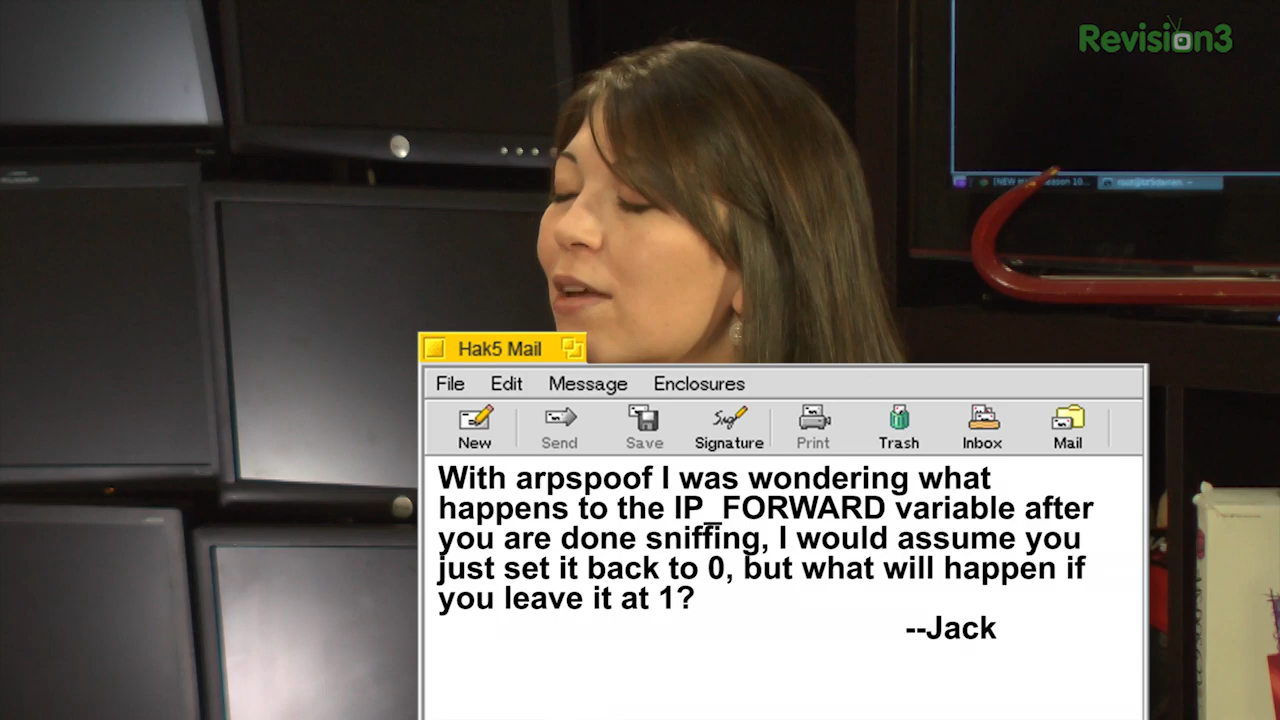 Revision3
[NEW
Hak5 Mail
File Edit Message Enclosures
New Send Save Signature Print Trash Inbox Mail
With arpspoof I was wondering what
happens to the IP_FORWARD variable after
you are done sniffing, I would assume you
just set it back to 0, but what will happen if
you leave it at 1?
--Jack